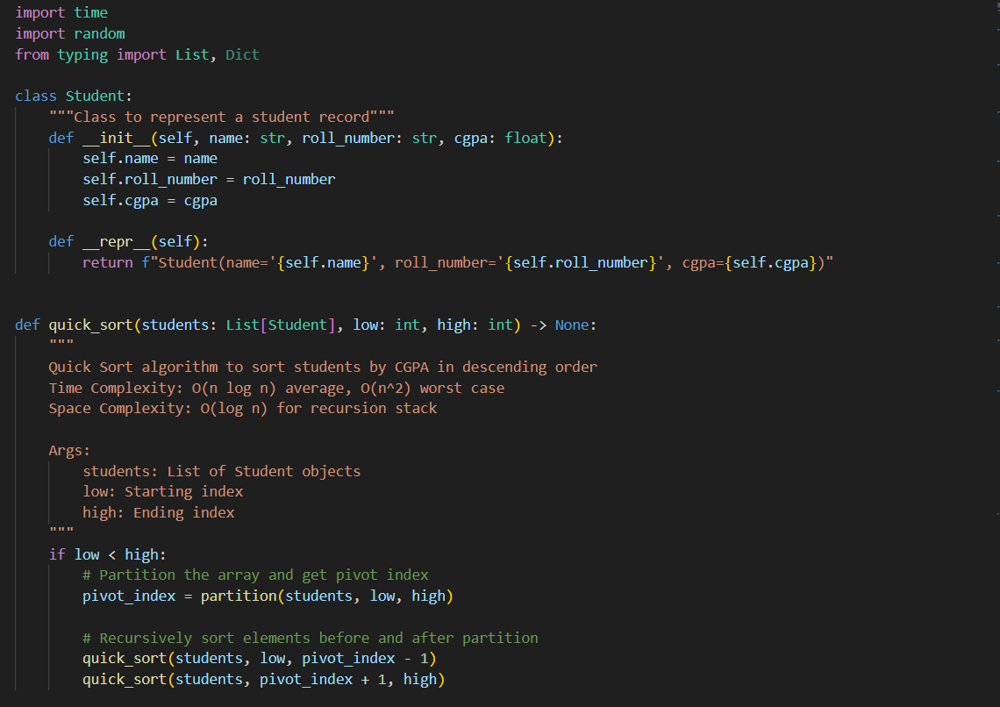 import time
import random
from typing import List, Dict
class Student:
"""Class to represent a student record"""
def __init__(self, name: str, roll_number: str, cgpa: float):
self.name = name
self.roll_number = roll_number
self.cgpa = cgpa
def __repr__(self):
return f"Student(name='{self.name}', roll_number='{self.roll_number}', cgpa={self.cgpa})"
def quick_sort(students: List[Student], low: int, high: int) -> None:
"""
Quick Sort algorithm to sort students by CGPA in descending order
Time Complexity: O(n log n) average, O(n^2) worst case
Space Complexity: O(log n) for recursion stack
Args:
students: List of Student objects
low: Starting index
high: Ending index
"""
if low < high:
# Partition the array and get pivot index
pivot_index = partition(students, low, high)
# Recursively sort elements before and after partition
quick_sort(students, low, pivot_index - 1)
quick_sort(students, pivot_index + 1, high)